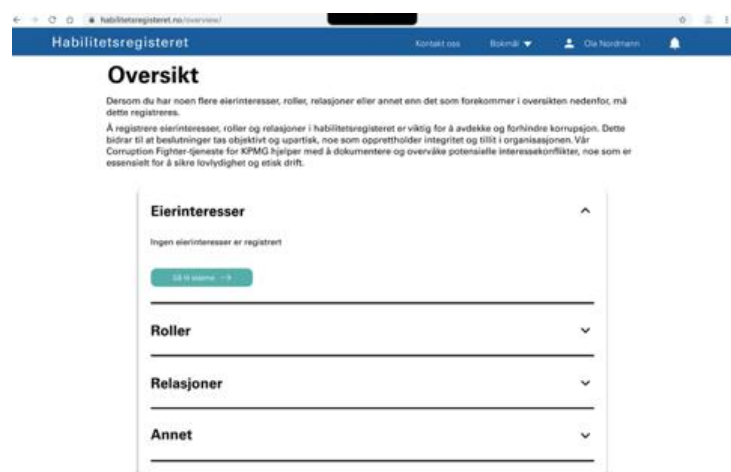 habilitetsregisteret.no/overview/
Habilitetsregisteret
Kontakt oss
Bokmål
Ola Nordmann
Oversikt
Dersom du har noen flere eierinteresser, roller, relasjoner eller annet enn det som forekommer i oversikten nedenfor, må
dette registreres.
Å registrere eierinteresser, roller og relasjoner i habilitetsregisteret er viktig for å avdekke og forhindre korrupsjon. Dette
bidrar til at beslutninger tas objektivt og upartisk, noe som opprettholder integritet og tillit i organisasjonen. Vår
Corruption Fighter-tjeneste for KPMG hjelper med å dokumentere og overvåke potensielle interessekonflikter, noe som er
essensielt for å sikre lovlydighet og etisk drift.
Eierinteresser
Ingen eierinteresser er registrert
Gå til
Roller
Relasjoner
Annet